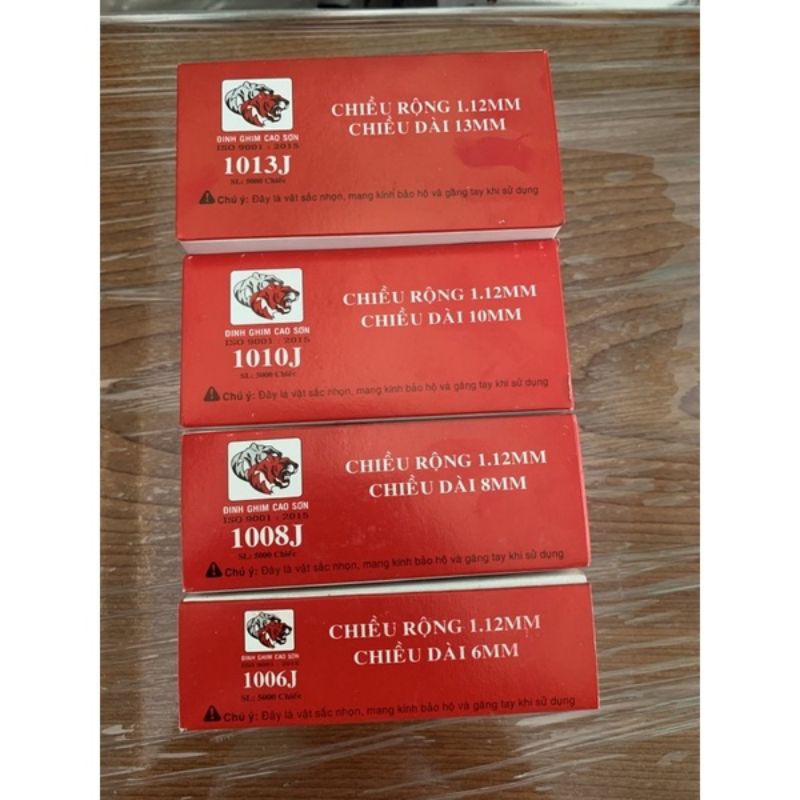 CHIỀU RỘNG 1.12MM
CHIỀU DÀI 13MM
ĐINH GHIM CAO SƠN
ISO 9001 : 2015
1013J
SL: 5000 Chiếc
Chú ý: Đây là vật sắc nhọn, mang kính bảo hộ và găng tay khi sử dụng
CHIỀU RỘNG 1.12MM
CHIỀU DÀI 10MM
ĐINH GHIM CAO SƠN
ISO 9001 : 2015
1010J
SL: 5000 Chiếc
Chú ý: Đây là vật sắc nhọn, mang kính bảo hộ và găng tay khi sử dụng
CHIỀU RỘNG 1.12MM
CHIỀU DÀI 8MM
ĐINH GHIM CAO SƠN
ISO 9001 : 2015
1008J
SL: 5000 Chiếc
Chú ý: Đây là vật sắc nhọn, mang kính bảo hộ và găng tay khi sử dụng
CHIỀU RỘNG 1.12MM
CHIỀU DÀI 6MM
ĐINH GHIM CAO SƠN
ISO 9001 : 2015
1006J
SL: 5000 Chiếc
Chú ý: Đây là vật sắc nhọn, mang kính bảo hộ và găng tay khi sử dụng